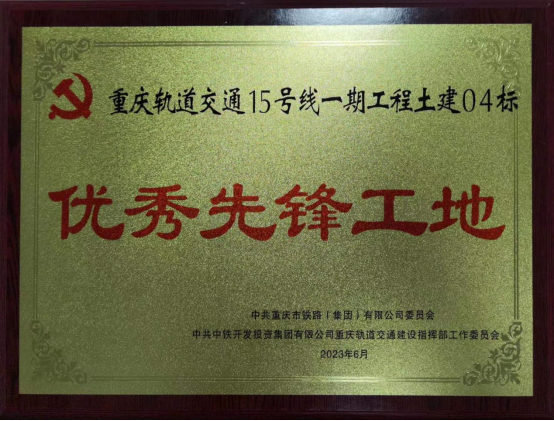 重庆轨道交通15号线一期工程土建04标
优秀先锋工地
中共重庆市铁路（集团）有限公司委员会
中共中铁开发投资集团有限公司重庆轨道交通建设指挥部工作委员会
2023年6月